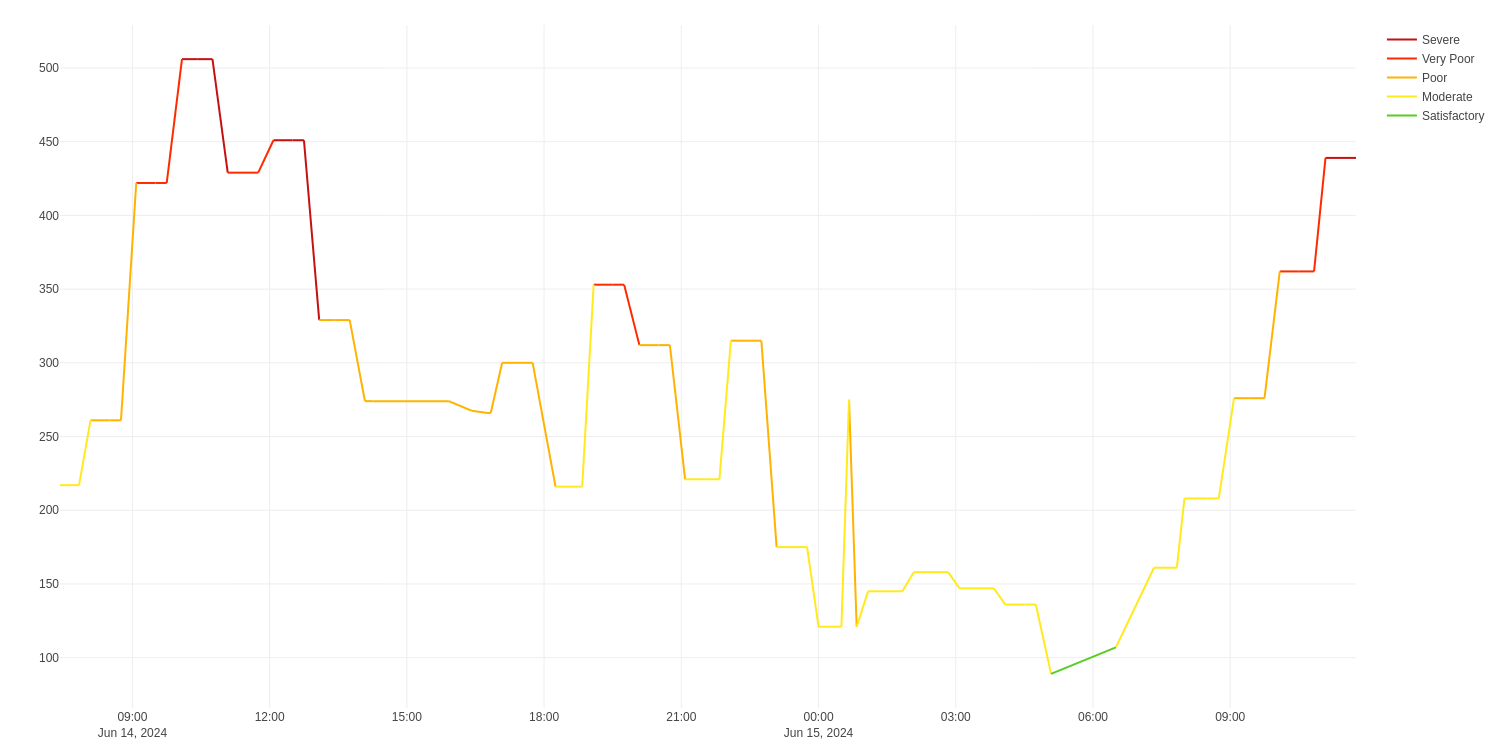 500
450
400
350
300
250
200
150
100
09:00
Jun 14, 2024
12:00
15:00
18:00
21:00
00:00
Jun 15, 2024
03:00
06:00
09:00
Severe
Very Poor
Poor
Moderate
Satisfactory